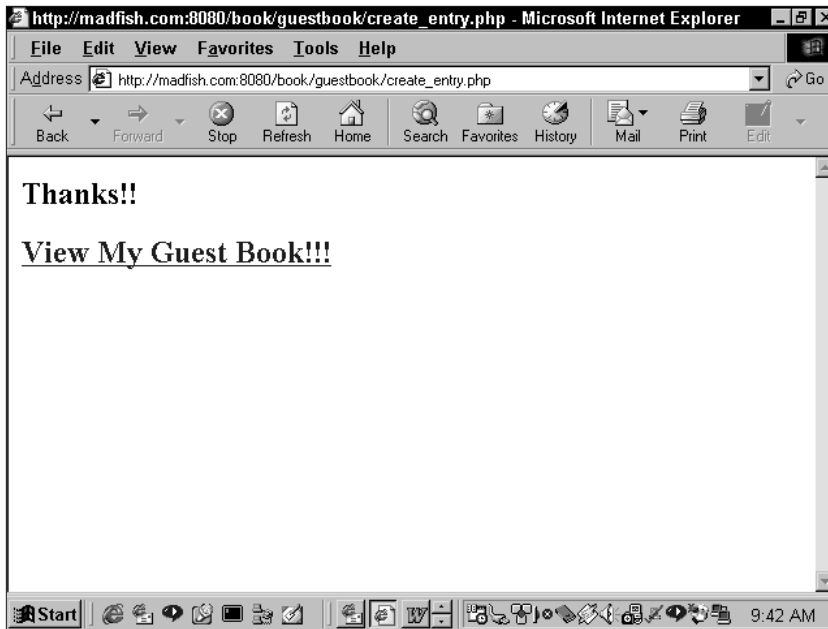 http://madfish.com:8080/book/guestbook/create_entry.php - Microsoft Internet Explorer
File Edit View Favorites Tools Help
Address http://madfish.com:8080/book/guestbook/create_entry.php Go
Back Forward Stop Refresh Home Search Favorites History Mail Print Edit
Thanks!!
View My Guest Book!!!
Start 9:42 AM